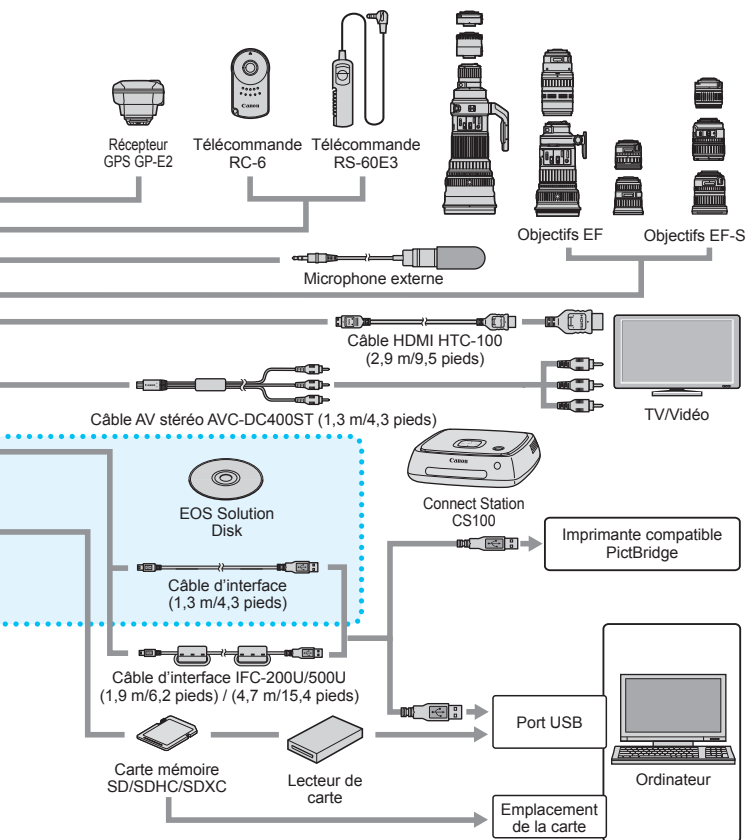 Canon
Récepteur
GPS GP-E2
Télécommande
RC-6
Télécommande
RS-60E3
Objectifs EF
Objectifs EF-S
Microphone externe
Câble HDMI HTC-100
(2,9 m/9,5 pieds)
TV/Vidéo
Câble AV stéréo AVC-DC400ST (1,3 m/4,3 pieds)
Canon
EOS Solution
Disk
Connect Station
CS100
Imprimante compatible
PictBridge
Câble d'interface
(1,3 m/4,3 pieds)
Câble d'interface IFC-200U/500U
(1,9 m/6,2 pieds) / (4,7 m/15,4 pieds)
Port USB
Carte mémoire
SD/SDHC/SDXC
Lecteur de
carte
Ordinateur
Emplacement
de la carte